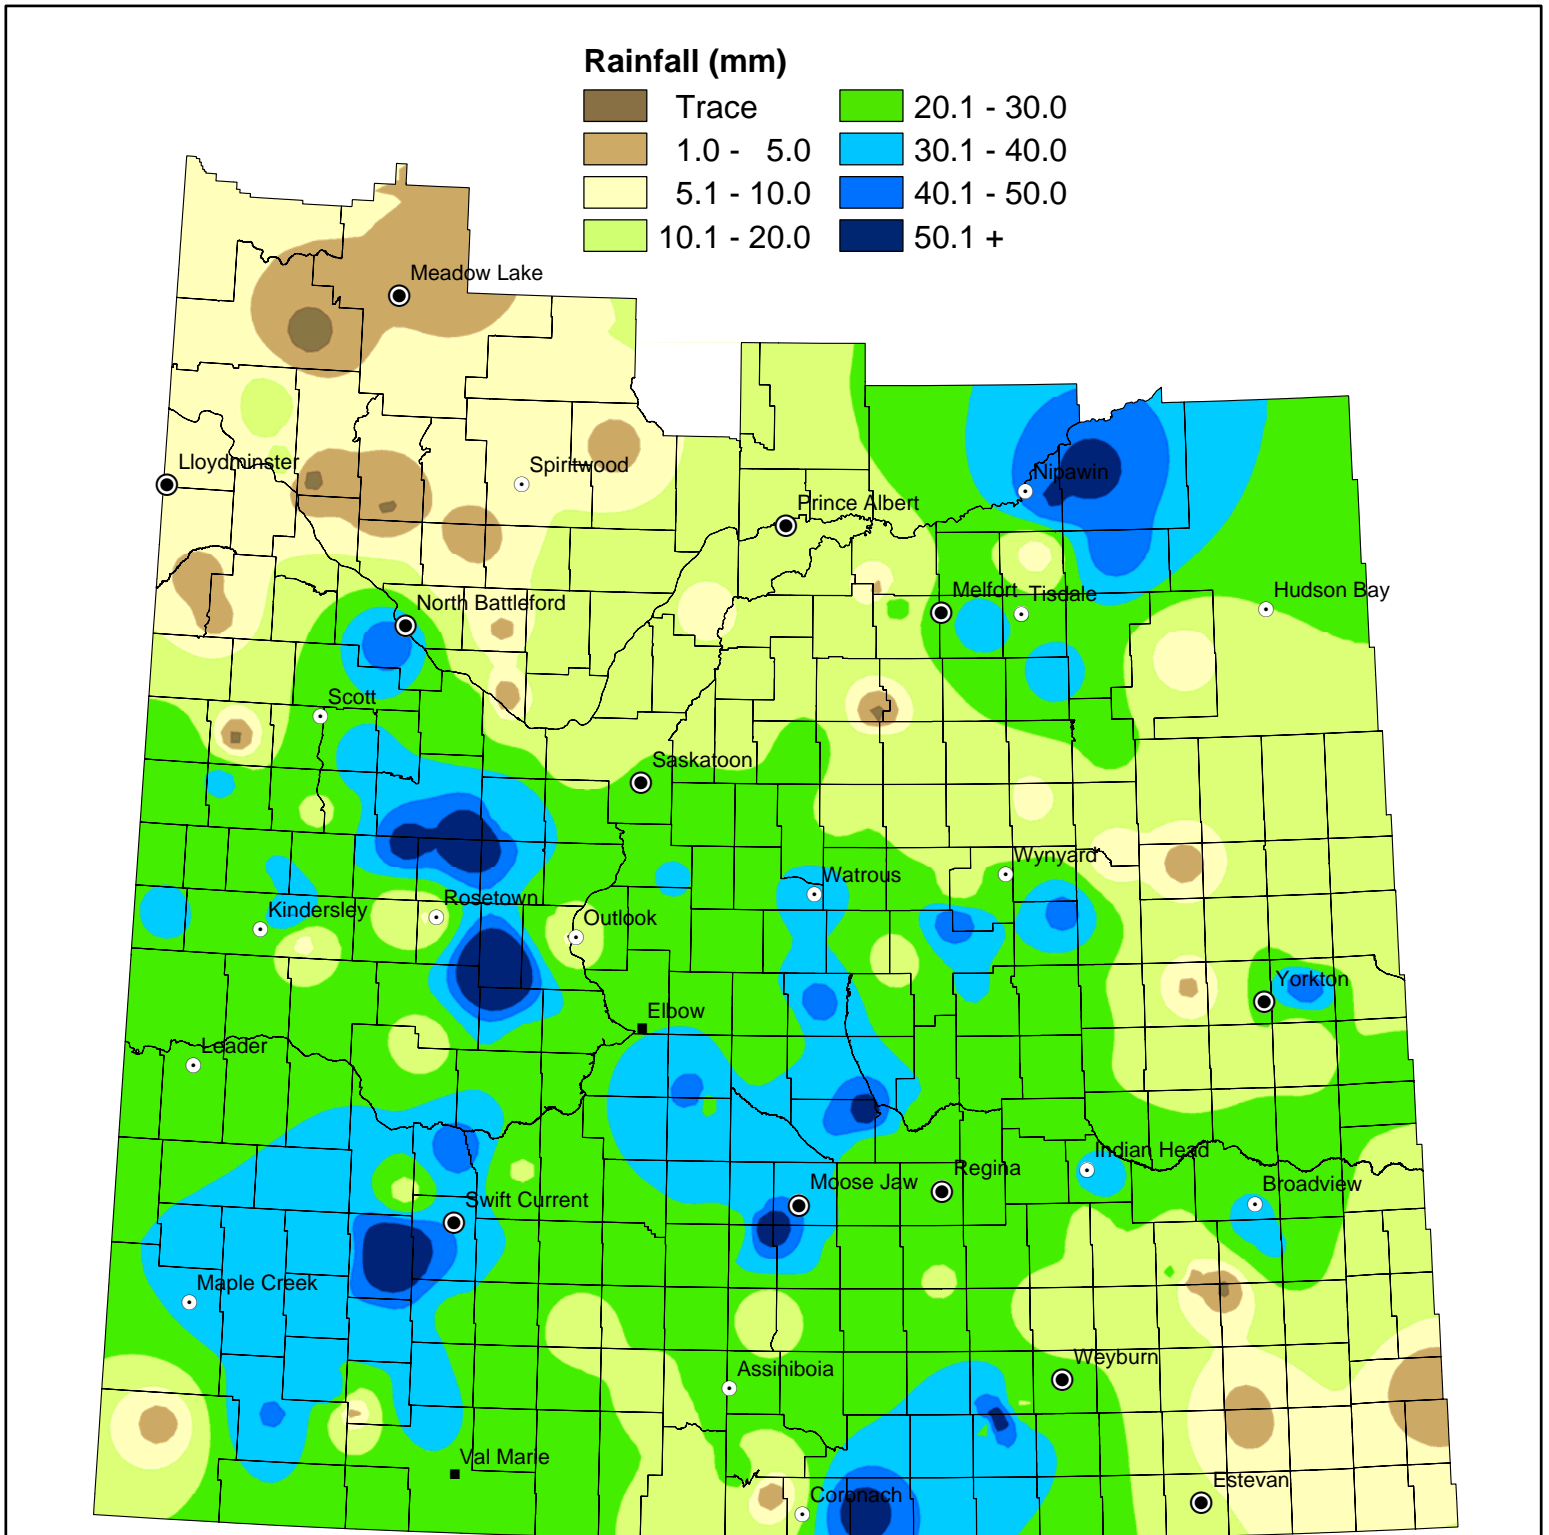 Rainfall (mm)
Trace
1.0 - 5.0
5.1 - 10.0
10.1 - 20.0
20.1 - 30.0
30.1 - 40.0
40.1 - 50.0
50.1 +
Meadow Lake
Lloydminster
Spiritwood
Nipawin
Prince Albert
North Battleford
Melfort
Tisdale
Hudson Bay
Scott
Saskatoon
Wynyard
Watrous
Rosetown
Kindersley
Outlook
Yorkton
Elbow
Leader
Indian Head
Regina
Moose Jaw
Broadview
Swift Current
Maple Creek
Weyburn
Assiniboia
Val Marie
Estevan
Coronach